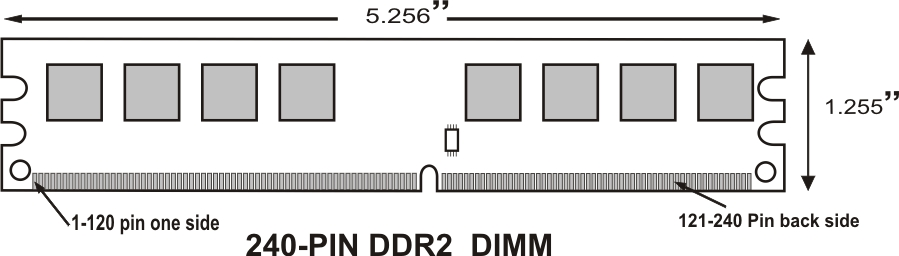 5.256”
1.255”
1-120 pin one side
121-240 Pin back side
240-PIN DDR2 DIMM